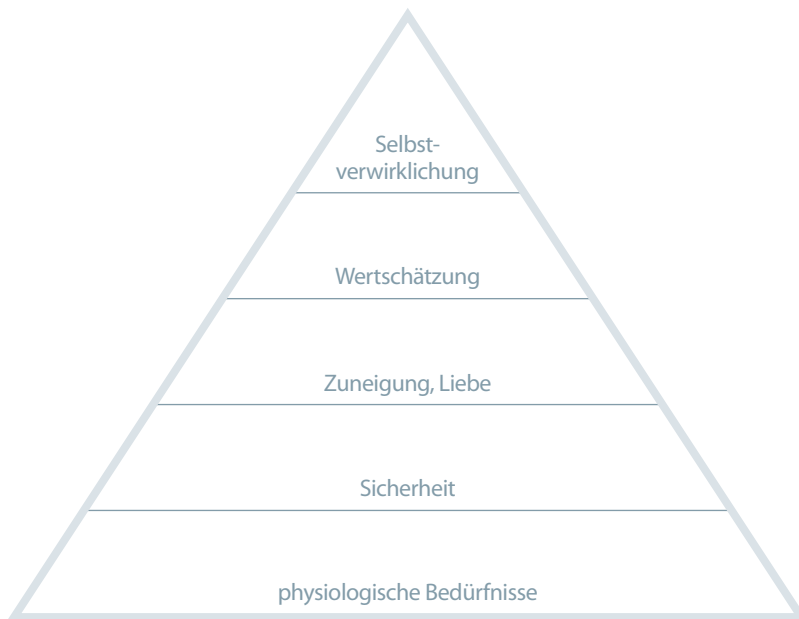 Selbst-
verwirklichung
Wertschätzung
Zuneigung, Liebe
Sicherheit
physiologische Bedürfnisse